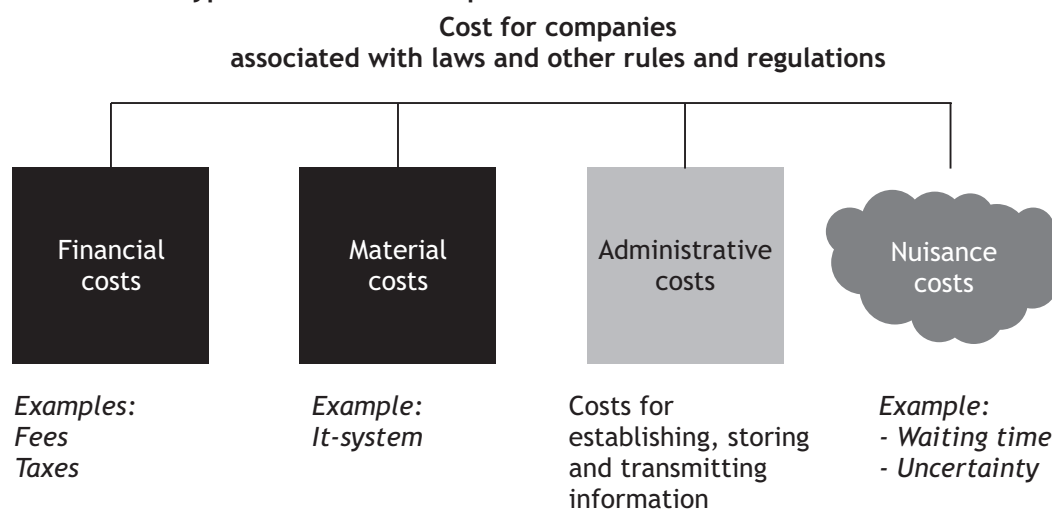 Cost for companies
associated with laws and other rules and regulations
Financial
costs
Material
costs
Administrative
costs
Nuisance
costs
Examples:
Fees
Taxes
Example:
It-system
Costs for
establishing, storing
and transmitting
information
Example:
- Waiting time
- Uncertainty